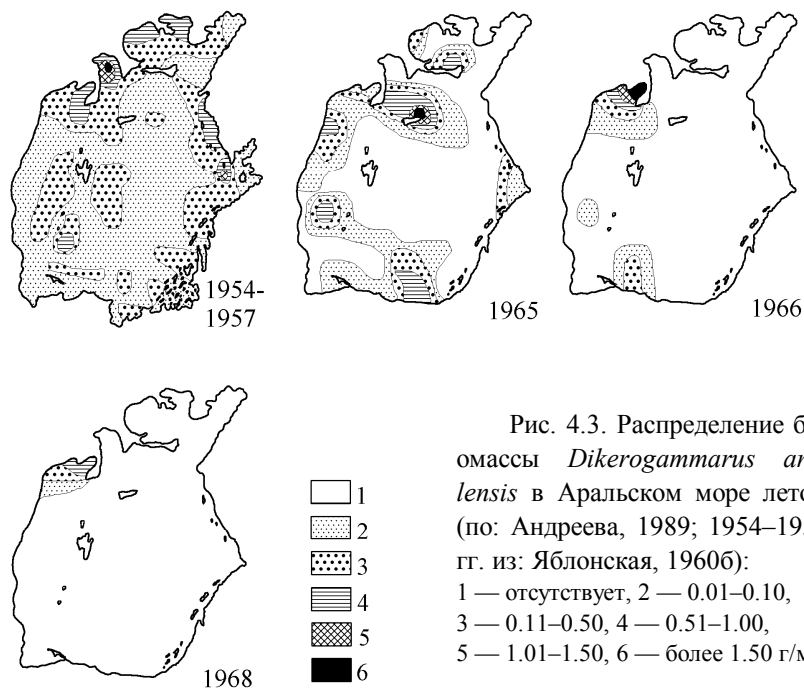 1954-
1957
1965
1966
1968
1
2
3
4
5
6
Рис. 4.3. Распределение б
омассы Dikerogammarus ar
lensis в Аральском море лето
(по: Андреева, 1989; 1954–195
гг. из: Яблонская, 1960б):
1 — отсутствует, 2 — 0.01–0.10,
3 — 0.11–0.50, 4 — 0.51–1.00,
5 — 1.01–1.50, 6 — более 1.50 г/м